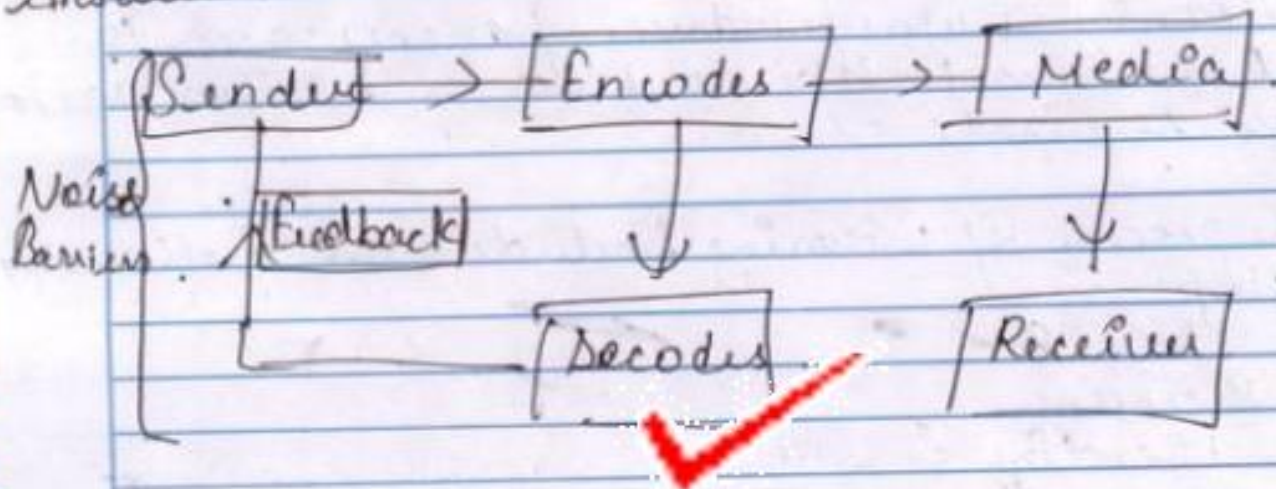 Sender Encodes Media
Noise
Barrier
Feedback
Decodes Receiver